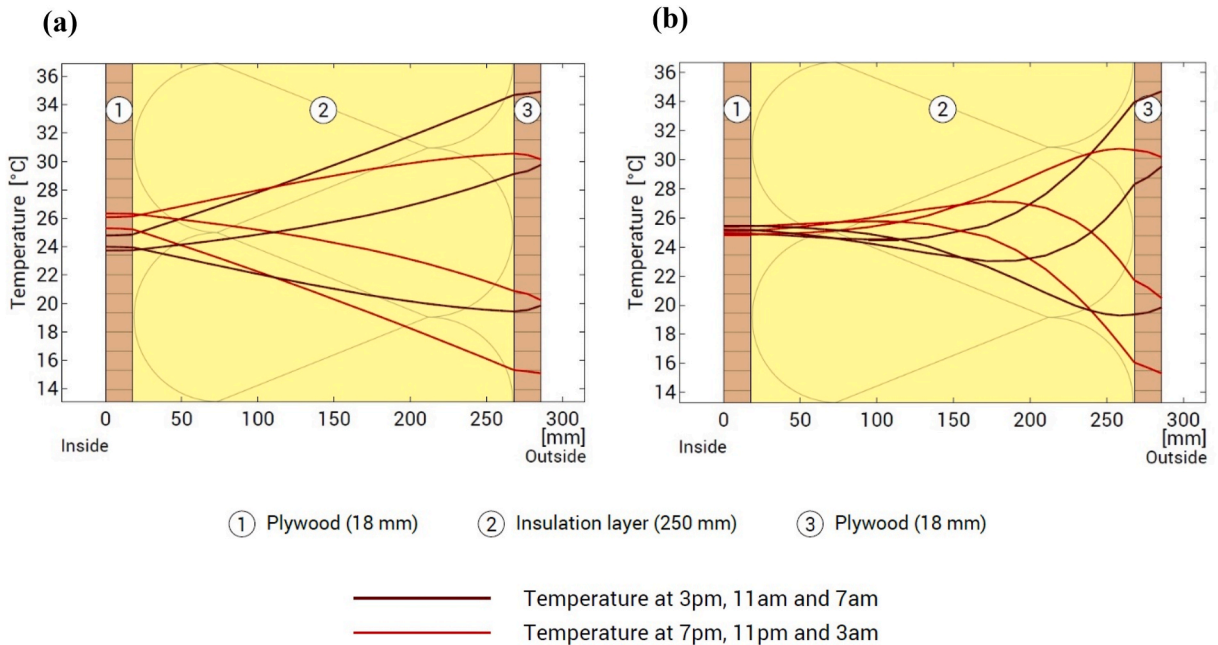 (a)
(b)
Temperature [°C]
36
34
32
30
28
26
24
22
20
18
16
14
1
2
3
0
50
100
150
200
250
300
[mm]
Inside
Outside
Temperature [°C]
36
34
32
30
28
26
24
22
20
18
16
14
1
2
3
0
50
100
150
200
250
300
[mm]
Inside
Outside
1 Plywood (18 mm)
2 Insulation layer (250 mm)
3 Plywood (18 mm)
Temperature at 3pm, 11am and 7am
Temperature at 7pm, 11pm and 3am